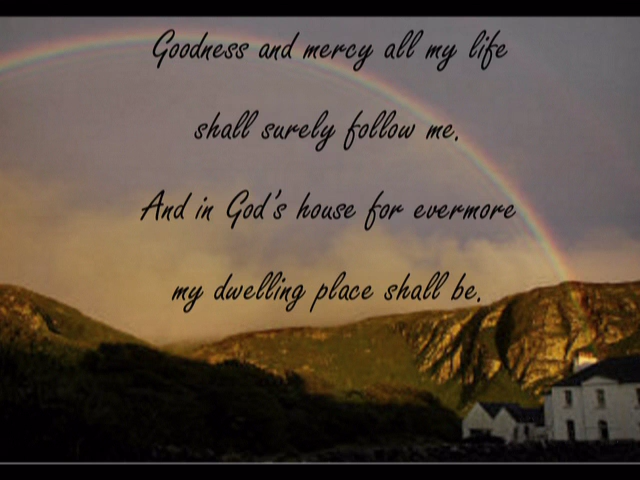 Goodness and mercy all my life
shall surely follow me.
And in God's house for evermore
my dwelling place shall be.